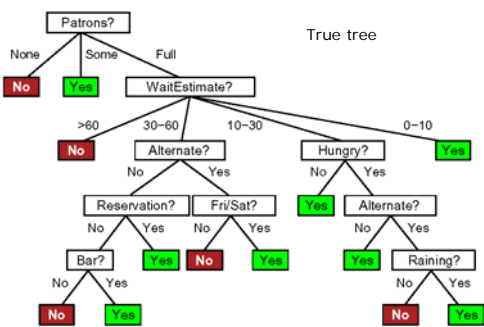 Patrons?
True tree
None Some Full
No Yes WaitEstimate?
>60 30−60 10−30 0−10
No Alternate? Hungry? Yes
No Yes No Yes
Reservation? Fri/Sat? Yes Alternate?
No Yes No Yes No Yes
Bar? Yes No Yes Yes Raining?
No Yes No Yes
No Yes No Yes